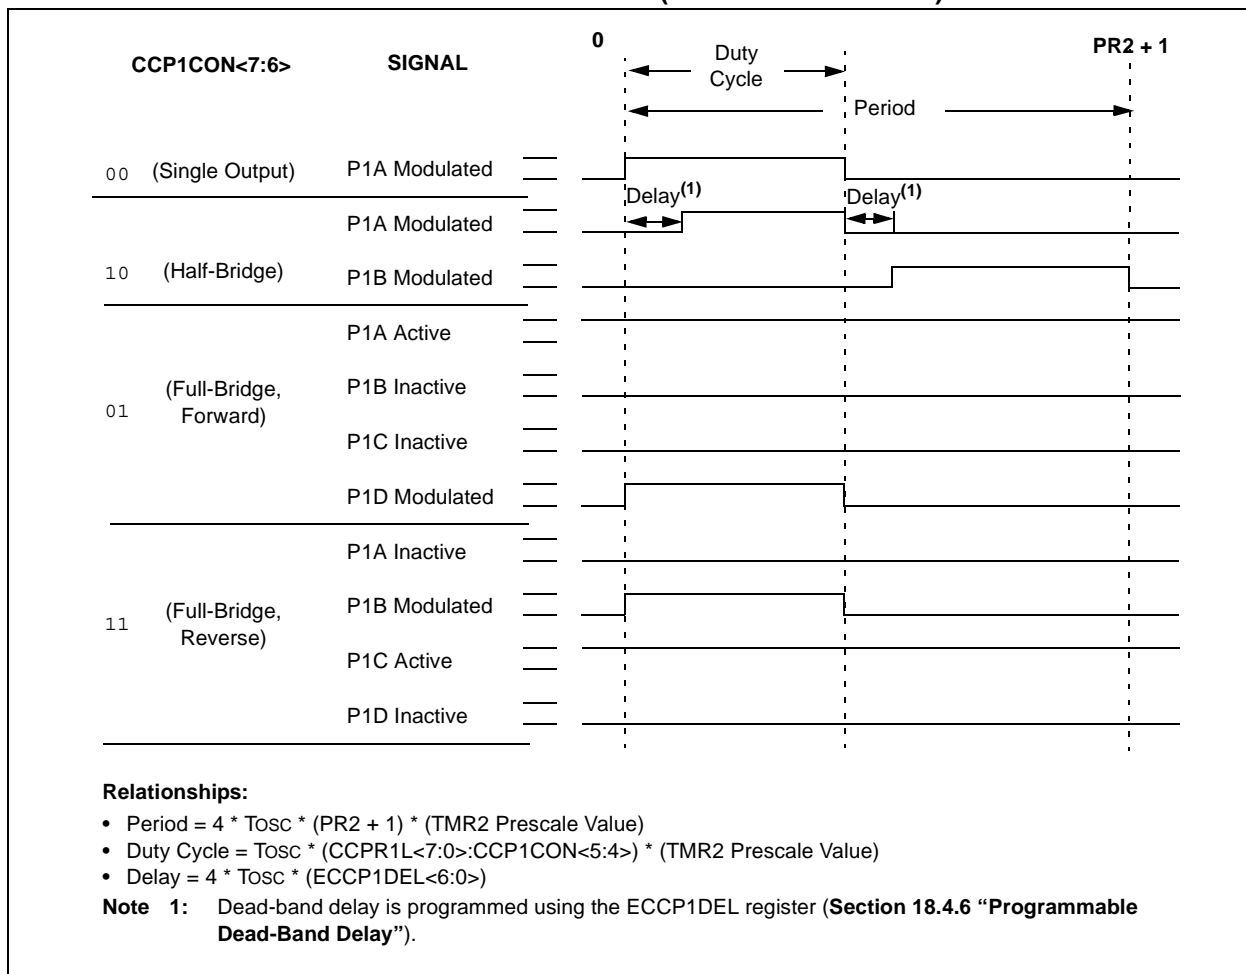 0
PR2 + 1
CCP1CON<7:6>
SIGNAL
Duty
Cycle
Period
00 (Single Output) P1A Modulated
Delay(1) Delay(1)
P1A Modulated
10 (Half-Bridge) P1B Modulated
P1A Active
P1B Inactive
01 (Full-Bridge,
Forward)
P1C Inactive
P1D Modulated
P1A Inactive
P1B Modulated
11 (Full-Bridge,
Reverse)
P1C Active
P1D Inactive
Relationships:
• Period = 4 * TOSC * (PR2 + 1) * (TMR2 Prescale Value)
• Duty Cycle = TOSC * (CCPR1L<7:0>:CCP1CON<5:4>) * (TMR2 Prescale Value)
• Delay = 4 * TOSC * (ECCP1DEL<6:0>)
Note 1: Dead-band delay is programmed using the ECCP1DEL register (Section 18.4.6 “Programmable
Dead-Band Delay”).